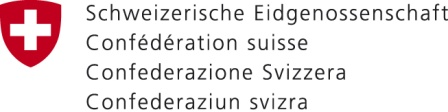 Schweizerische Eidgenossenschaft
Confédération suisse
Confederazione Svizzera
Confederaziun svizra